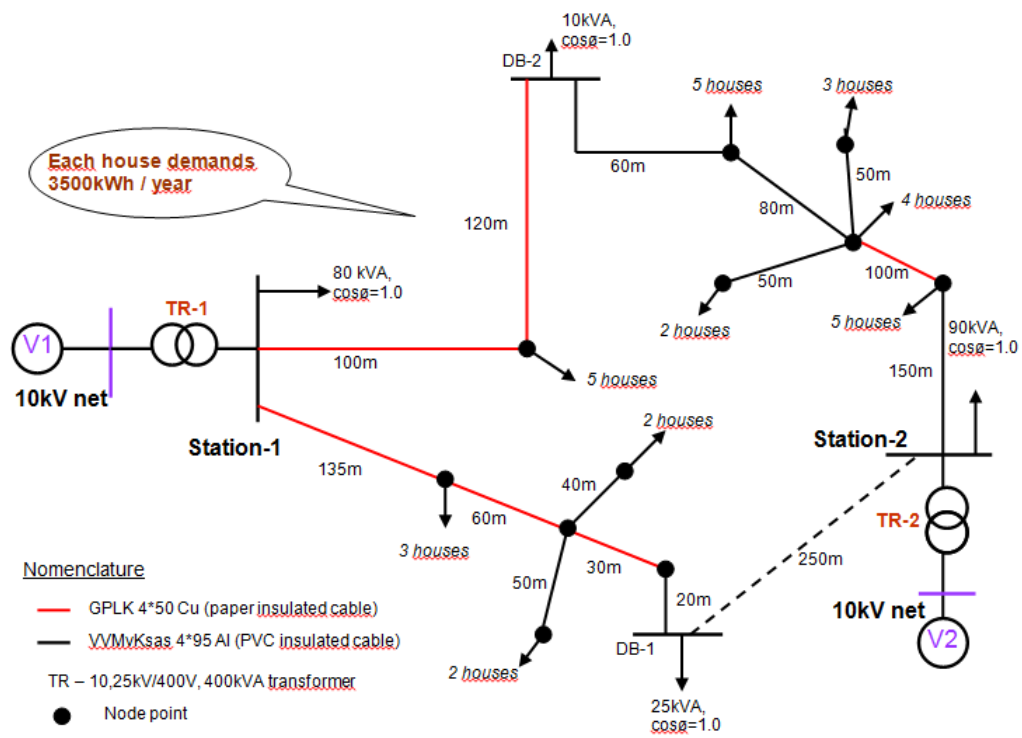 10kVA,
cosø=1.0
DB-2
5 houses
3 houses
Each house demands
3500kWh / year
60m
50m
4 houses
80m
120m
100m
50m
80 kVA,
cosø=1.0
TR-1
2 houses
5 houses
90kVA,
cosø=1.0
V1
100m
150m
10kV net
5 houses
2 houses
Station-1
Station-2
135m
40m
60m
TR-2
3 houses
250m
Nomenclature
50m
30m
20m
10kV net
GPLK 4*50 Cu (paper insulated cable)
VVMvKsas 4*95 Al (PVC insulated cable)
V2
DB-1
2 houses
TR – 10,25kV/400V, 400kVA transformer
Node point
25kVA,
cosø=1.0